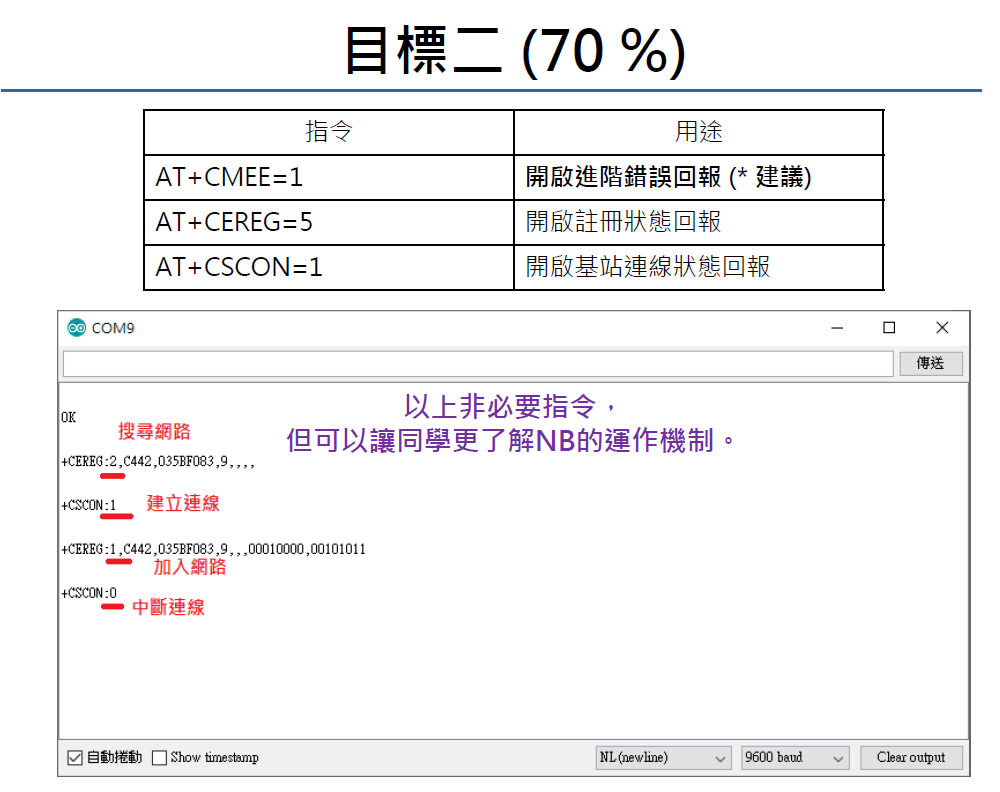 目標二 (70 %)
指令 用途
AT+CMEE=1 開啟進階錯誤回報 (* 建議)
AT+CEREG=5 開啟註冊狀態回報
AT+CSCON=1 開啟基站連線狀態回報
COM9
傳送
以上非必要指令，
但可以讓同學更了解NB的運作機制。
OK
搜尋網路
+CEREG:2,C442,035BF083,9,,,,
+CSCON:1 建立連線
+CEREG:1,C442,035BF083,9,,,00010000,00101011
加入網路
+CSCON:0
中斷連線
自動捲動 Show timestamp NL(newline) 9600 baud Clear output